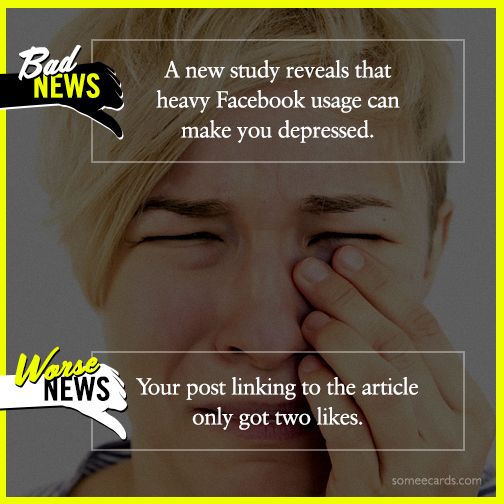 Bad
NEWS
A new study reveals that
heavy Facebook usage can
make you depressed.
Worse
NEWS
Your post linking to the article
only got two likes.
someecards.com